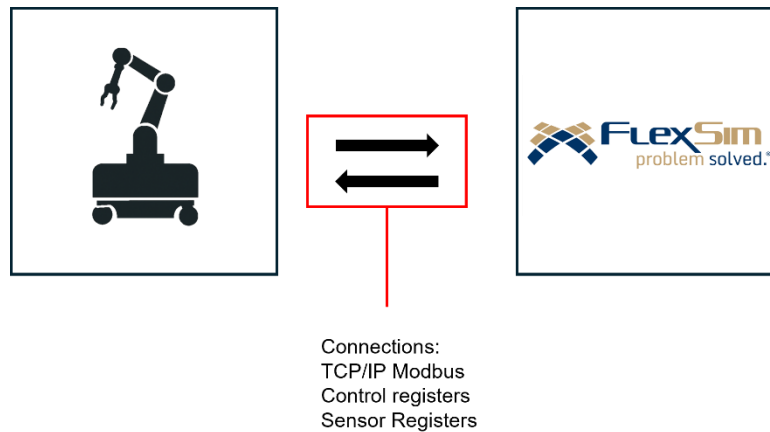 FLEXSIM
problem solved.®
Connections:
TCP/IP Modbus
Control registers
Sensor Registers